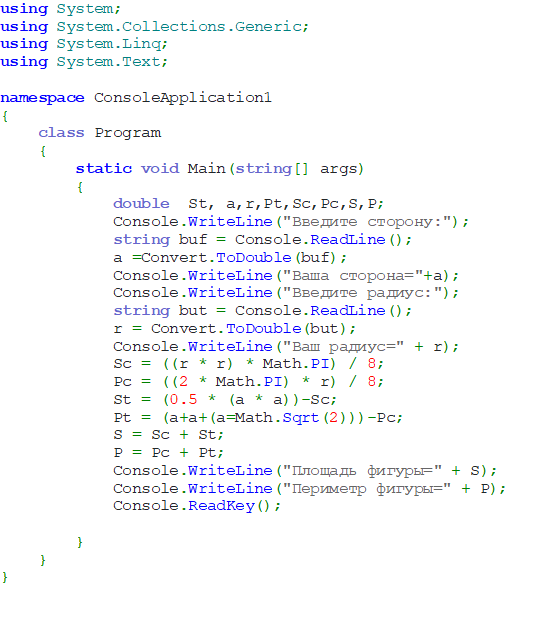 using System;
using System.Collections.Generic;
using System.Linq;
using System.Text;

namespace ConsoleApplication1
{
    class Program
    {
        static void Main(string[] args)
        {
            double  St, a,r,Pt,Sc,Pc,S,P;
            Console.WriteLine("Введите сторону:");
            string buf = Console.ReadLine();
            a =Convert.ToDouble(buf);
            Console.WriteLine("Ваша сторона="+a);
            Console.WriteLine("Введите радиус:");
            string but = Console.ReadLine();
            r = Convert.ToDouble(but);
            Console.WriteLine("Ваш радиус=" + r);
            Sc = ((r * r) * Math.PI) / 8;
            Pc = ((2 * Math.PI) * r) / 8;
            St = (0.5 * (a * a))-Sc;
            Pt = (a+a+(a=Math.Sqrt(2)))-Pc;
            S = Sc + St;
            P = Pc + Pt;
            Console.WriteLine("Площадь фигуры=" + S);
            Console.WriteLine("Периметр фигуры=" + P);
            Console.ReadKey();

        }
    }
}